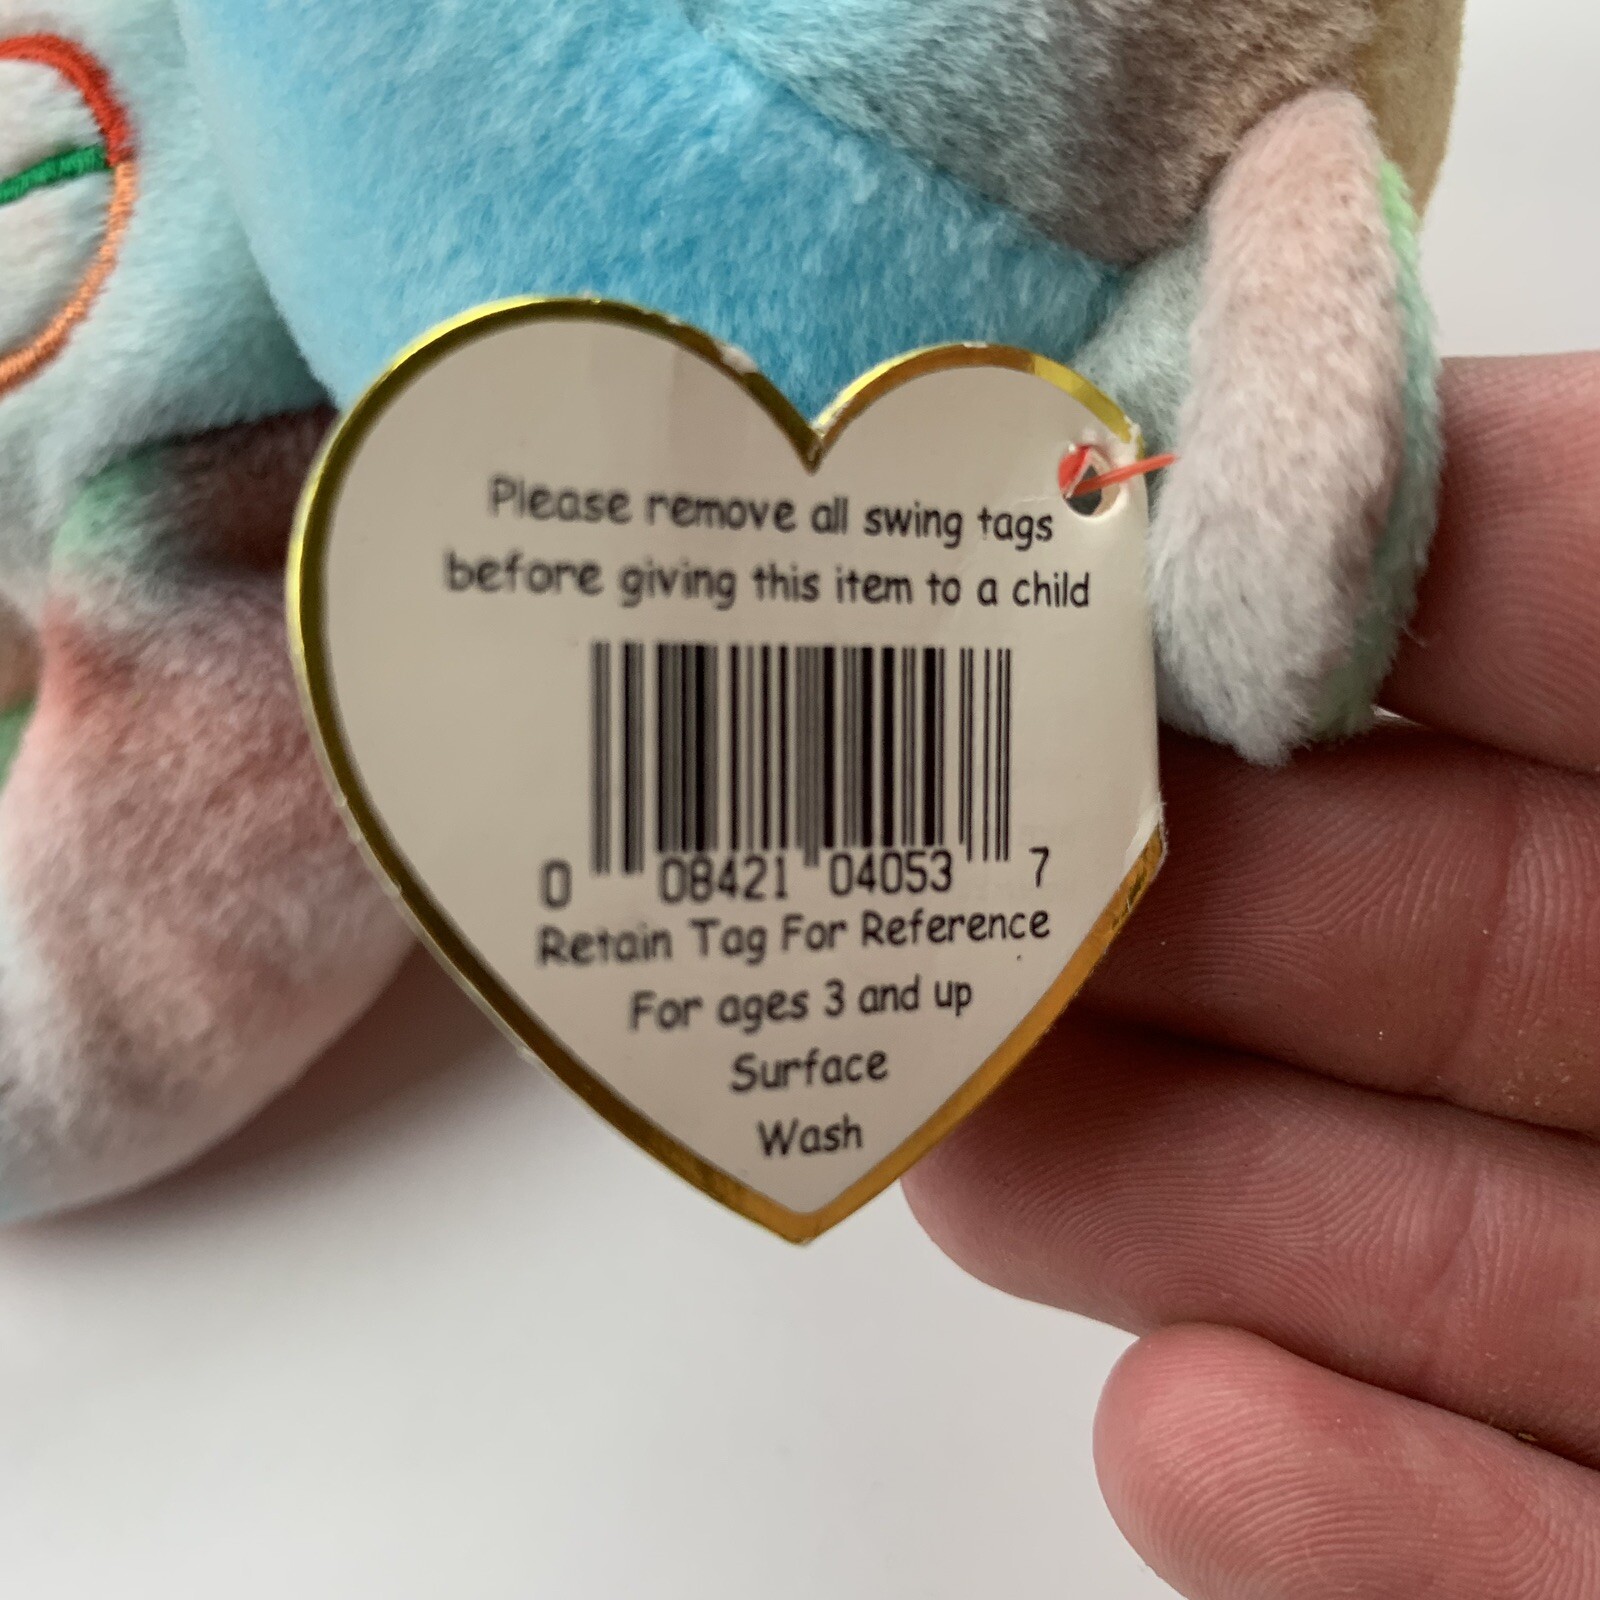 Please remove all swing tags
before giving this item to a child
0 08421 04053 7
Retain Tag For Reference
For ages 3 and up
Surface
Wash